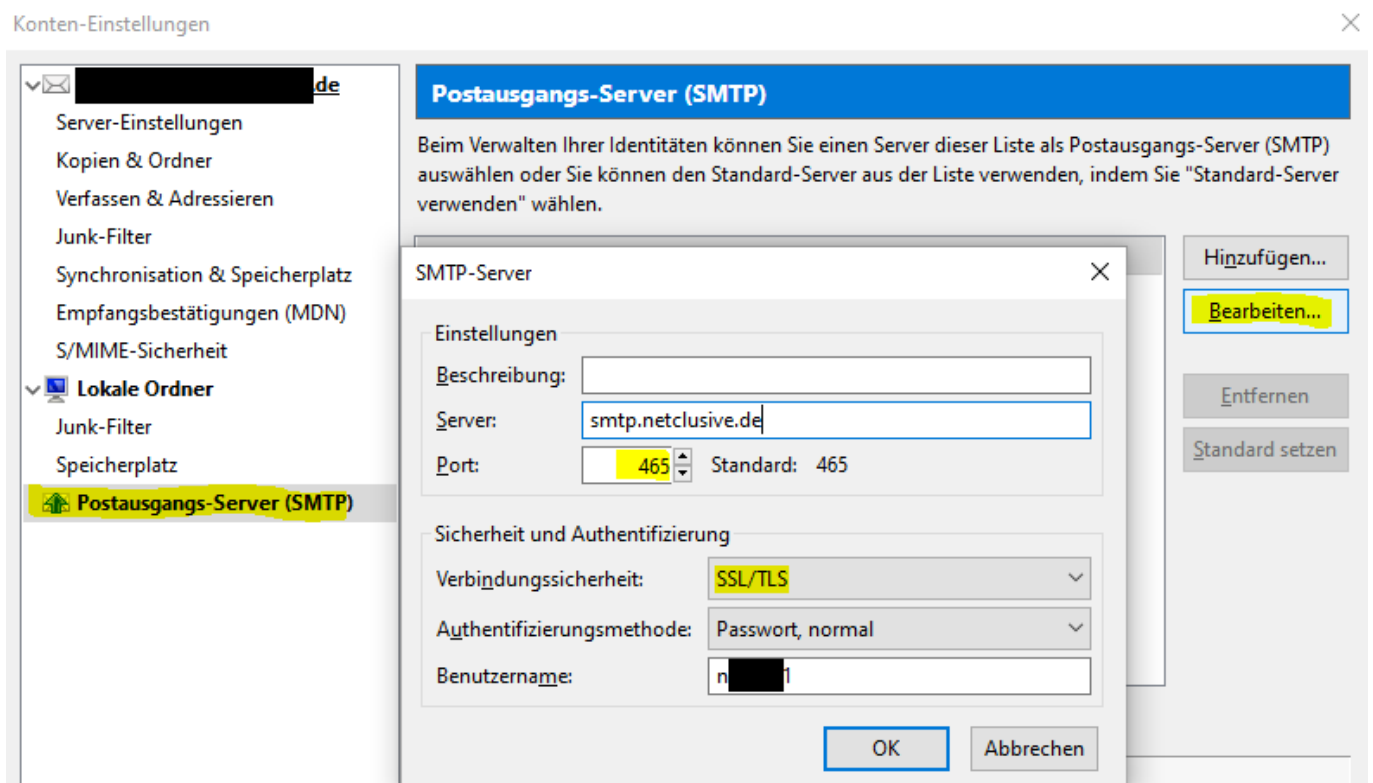 Konten-Einstellungen
.de
Server-Einstellungen
Kopien & Ordner
Verfassen & Adressieren
Junk-Filter
Synchronisation & Speicherplatz
Empfangsbestätigungen (MDN)
S/MIME-Sicherheit
Lokale Ordner
Junk-Filter
Speicherplatz
Postausgangs-Server (SMTP)
Postausgangs-Server (SMTP)
Beim Verwalten Ihrer Identitäten können Sie einen Server dieser Liste als Postausgangs-Server (SMTP)
auswählen oder Sie können den Standard-Server aus der Liste verwenden, indem Sie "Standard-Server
verwenden" wählen.
Hinzufügen...
Bearbeiten...
Entfernen
Standard setzen
SMTP-Server
Einstellungen
Beschreibung:
Server: smtp.netclusive.de
Port: 465 Standard: 465
Sicherheit und Authentifizierung
Verbindungssicherheit: SSL/TLS
Authentifizierungsmethode: Passwort, normal
Benutzername: n 1
OK Abbrechen